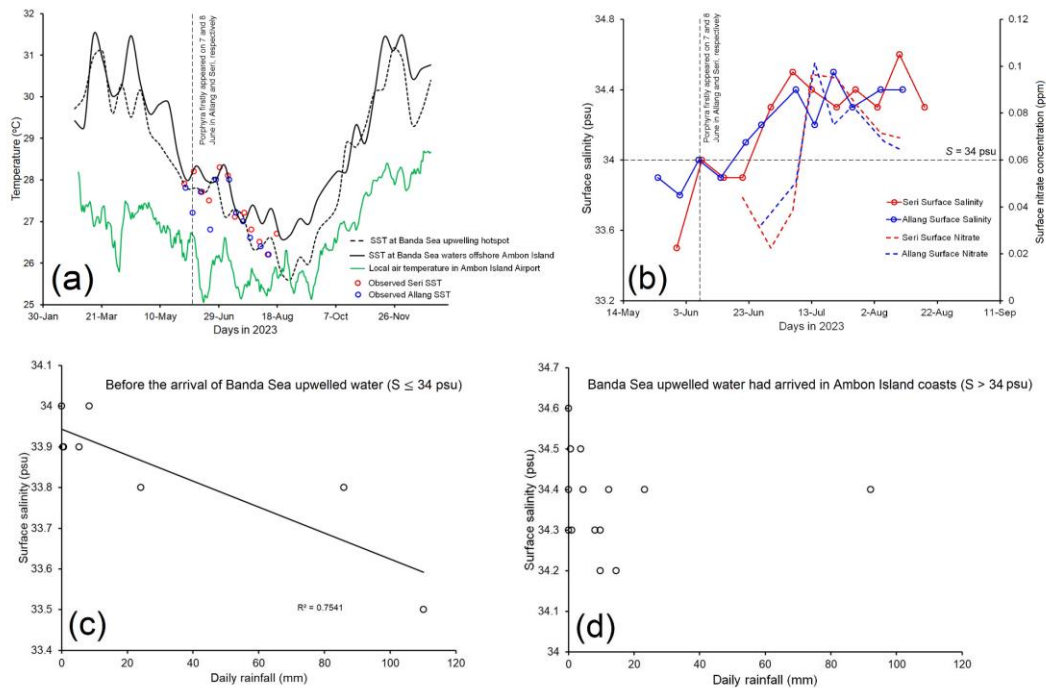 32
31
30
29
28
27
26
25
Temperature (°C)
Porphyra firstly appeared on 7 and 8
June in Allang and Seri, respectively
SST at Banda Sea upwelling hotspot
SST at Banda Sea waters offshore Ambon Island
Local air temperature in Ambon Island Airport
Observed Seri SST
Observed Allang SST
(a)
30-Jan 21-Mar 10-May 29-Jun 18-Aug 7-Oct 26-Nov
Days in 2023
34.8
34.4
34
33.6
33.2
Surface salinity (psu)
Porphyra firstly appeared on 7 and 8
June in Allang and Seri, respectively
(b)
S = 34 psu
Seri Surface Salinity
Allang Surface Salinity
Seri Surface Nitrate
Allang Surface Nitrate
0.12
0.1
0.08
0.06
0.04
0.02
0
Surface nitrate concentration (ppm)
14-May 3-Jun 23-Jun 13-Jul 2-Aug 22-Aug 11-Sep
Days in 2023
34.1
34
33.9
33.8
33.7
33.6
33.5
33.4
Surface salinity (psu)
Before the arrival of Banda Sea upwelled water (S ≤ 34 psu)
R² = 0.7541
(c)
0 20 40 60 80 100 120
Daily rainfall (mm)
34.7
34.6
34.5
34.4
34.3
34.2
34.1
34
Surface salinity (psu)
Banda Sea upwelled water had arrived in Ambon Island coasts (S > 34 psu)
(d)
0 20 40 60 80 100 120
Daily rainfall (mm)